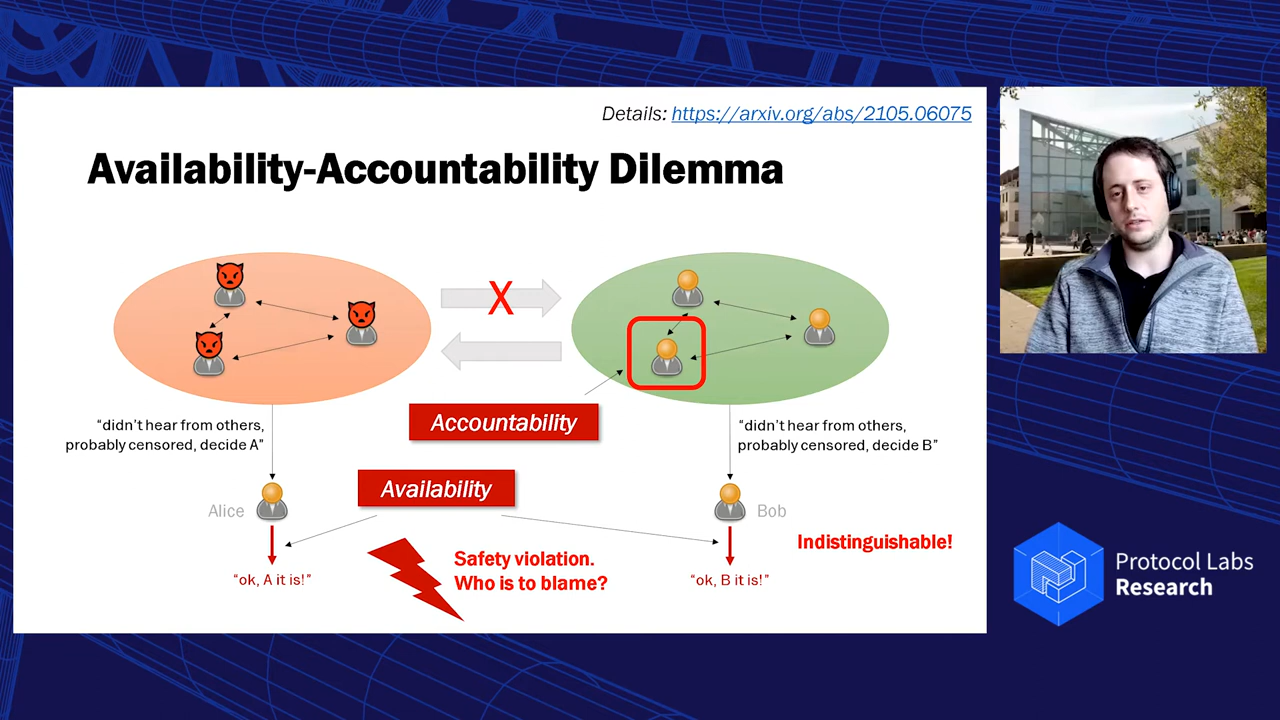 Details: https://arxiv.org/abs/2105.06075
Availability-Accountability Dilemma
X
Accountability
“didn’t hear from others,
probably censored, decide A”
“didn’t hear from others,
probably censored, decide B”
Availability
Alice
Bob
Indistinguishable!
Safety violation.
Who is to blame?
“ok, A it is!”
“ok, B it is!”
Protocol Labs
Research